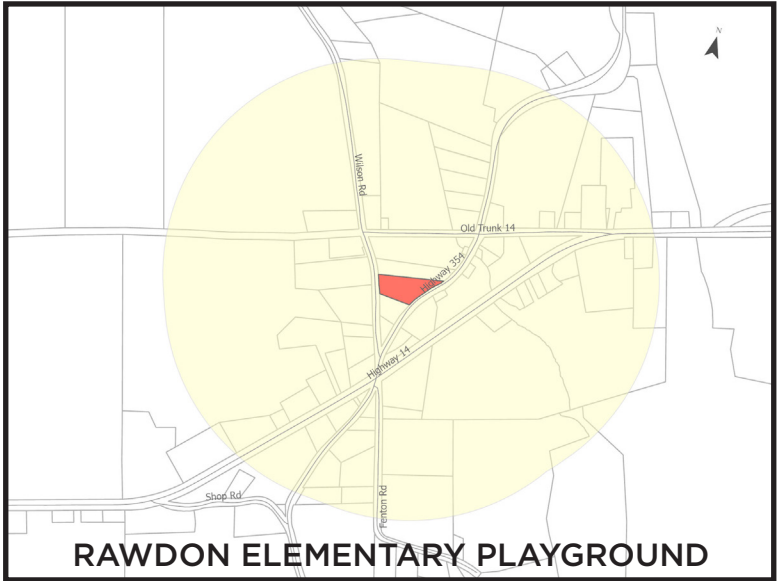 N
Wilson Rd
Old Trunk 14
Highway 354
Highway 14
Shop Rd
Fenton Rd
RAWDON ELEMENTARY PLAYGROUND